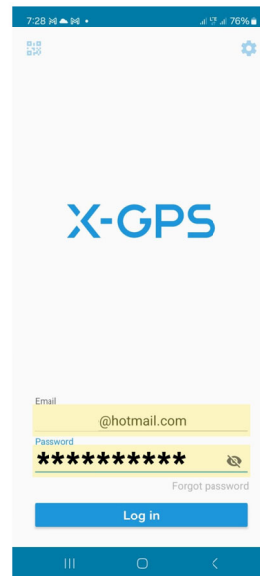 7:28
76%
X-GPS
Email
@hotmail.com
Password
**********
Forgot password
Log in